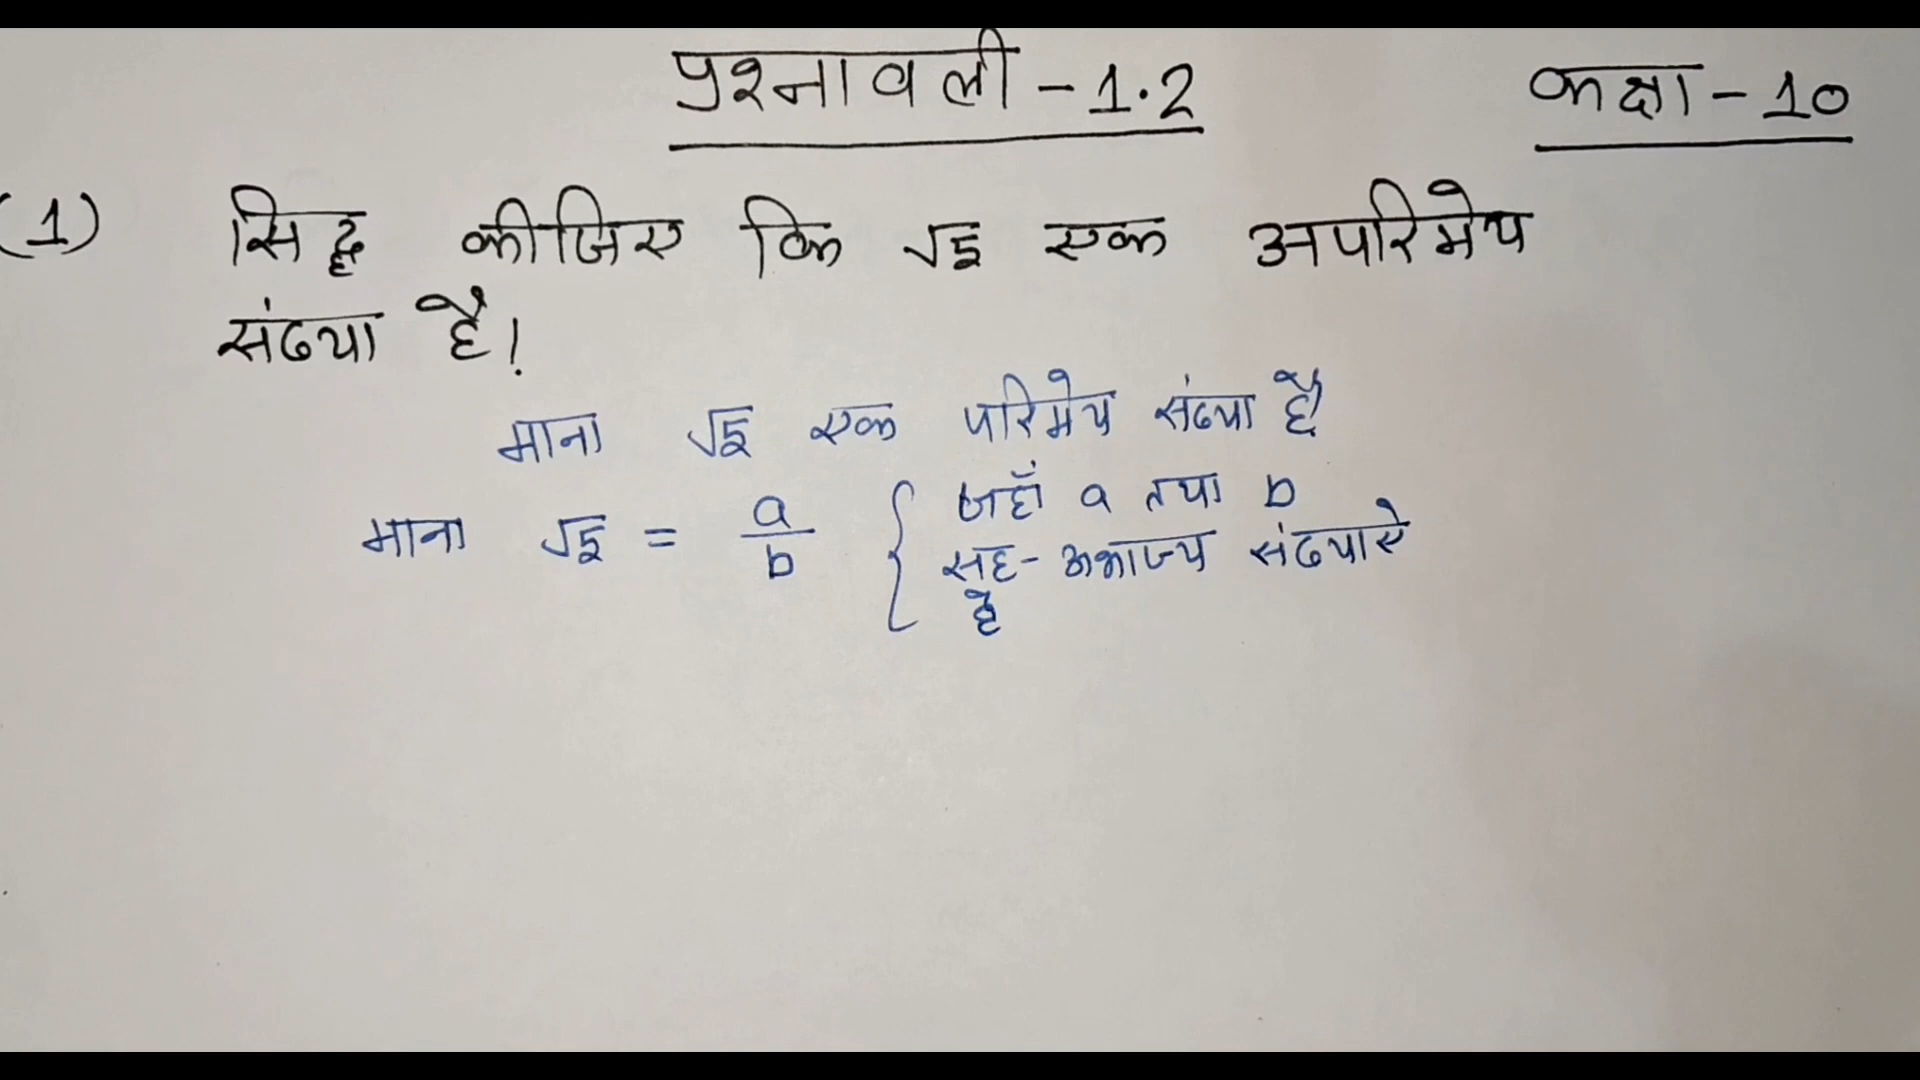 प्रश्नावली - 1.2
कक्षा - 10
(1) सिद्ध कीजिए कि √5 एक अपरिमेय
संख्या है।
माना √5 एक परिमेय संख्या है
माना √5 = a/b { जहाँ a तथा b
सह-अभाज्य संख्याऐ
है